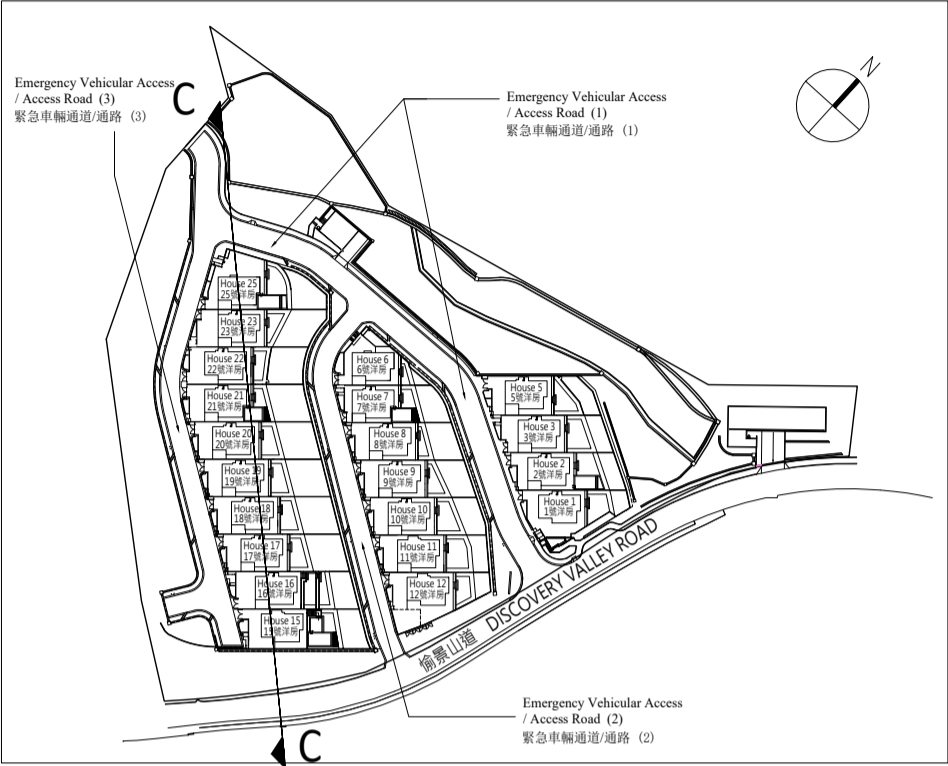 Emergency Vehicular Access
/ Access Road (3)
緊急車輛通道/通路 (3)
C
Emergency Vehicular Access
/ Access Road (1)
緊急車輛通道/通路 (1)
N
House 25
25號洋房
House 23
23號洋房
House 22
22號洋房
House 21
21號洋房
House 20
20號洋房
House 19
19號洋房
House 18
18號洋房
House 17
17號洋房
House 16
16號洋房
House 15
15號洋房
House 6
6號洋房
House 7
7號洋房
House 8
8號洋房
House 9
9號洋房
House 10
10號洋房
House 11
11號洋房
House 12
12號洋房
House 5
5號洋房
House 3
3號洋房
House 2
2號洋房
House 1
1號洋房
愉景山道 DISCOVERY VALLEY ROAD
Emergency Vehicular Access
/ Access Road (2)
緊急車輛通道/通路 (2)
C